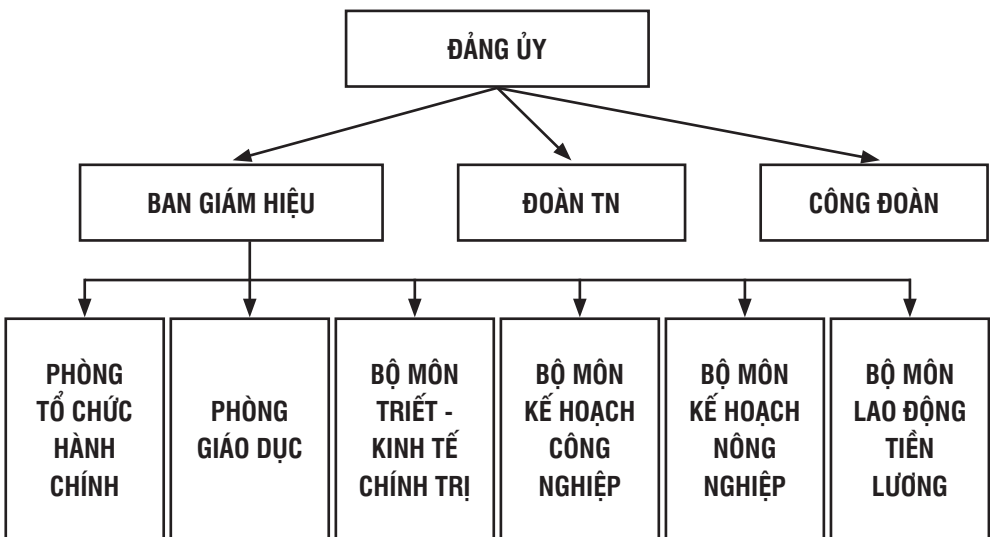 ĐẢNG ỦY
BAN GIÁM HIỆU
ĐOÀN TN
CÔNG ĐOÀN
PHÒNG
TỔ CHỨC
HÀNH
CHÍNH
PHÒNG
GIÁO DỤC
BỘ MÔN
TRIẾT -
KINH TẾ
CHÍNH TRỊ
BỘ MÔN
KẾ HOẠCH
CÔNG
NGHIỆP
BỘ MÔN
KẾ HOẠCH
NÔNG
NGHIỆP
BỘ MÔN
LAO ĐỘNG
TIỀN
LƯƠNG